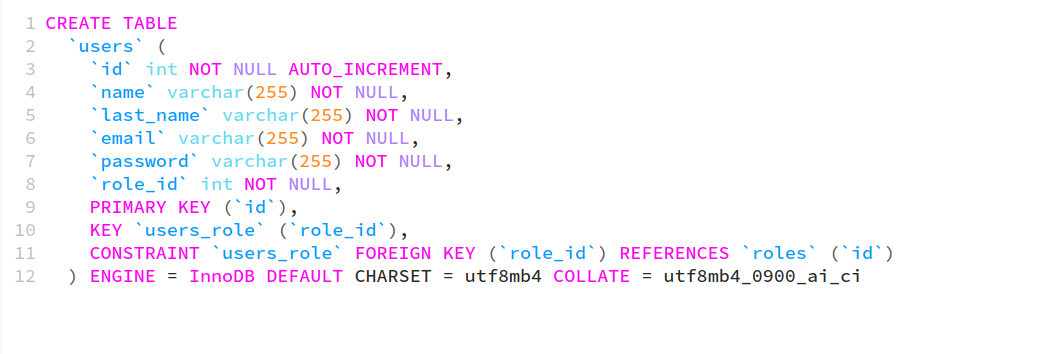 1 CREATE TABLE
2   `users` (
3     `id` int NOT NULL AUTO_INCREMENT,
4     `name` varchar(255) NOT NULL,
5     `last_name` varchar(255) NOT NULL,
6     `email` varchar(255) NOT NULL,
7     `password` varchar(255) NOT NULL,
8     `role_id` int NOT NULL,
9     PRIMARY KEY (`id`),
10     KEY `users_role` (`role_id`),
11     CONSTRAINT `users_role` FOREIGN KEY (`role_id`) REFERENCES `roles` (`id`)
12   ) ENGINE = InnoDB DEFAULT CHARSET = utf8mb4 COLLATE = utf8mb4_0900_ai_ci